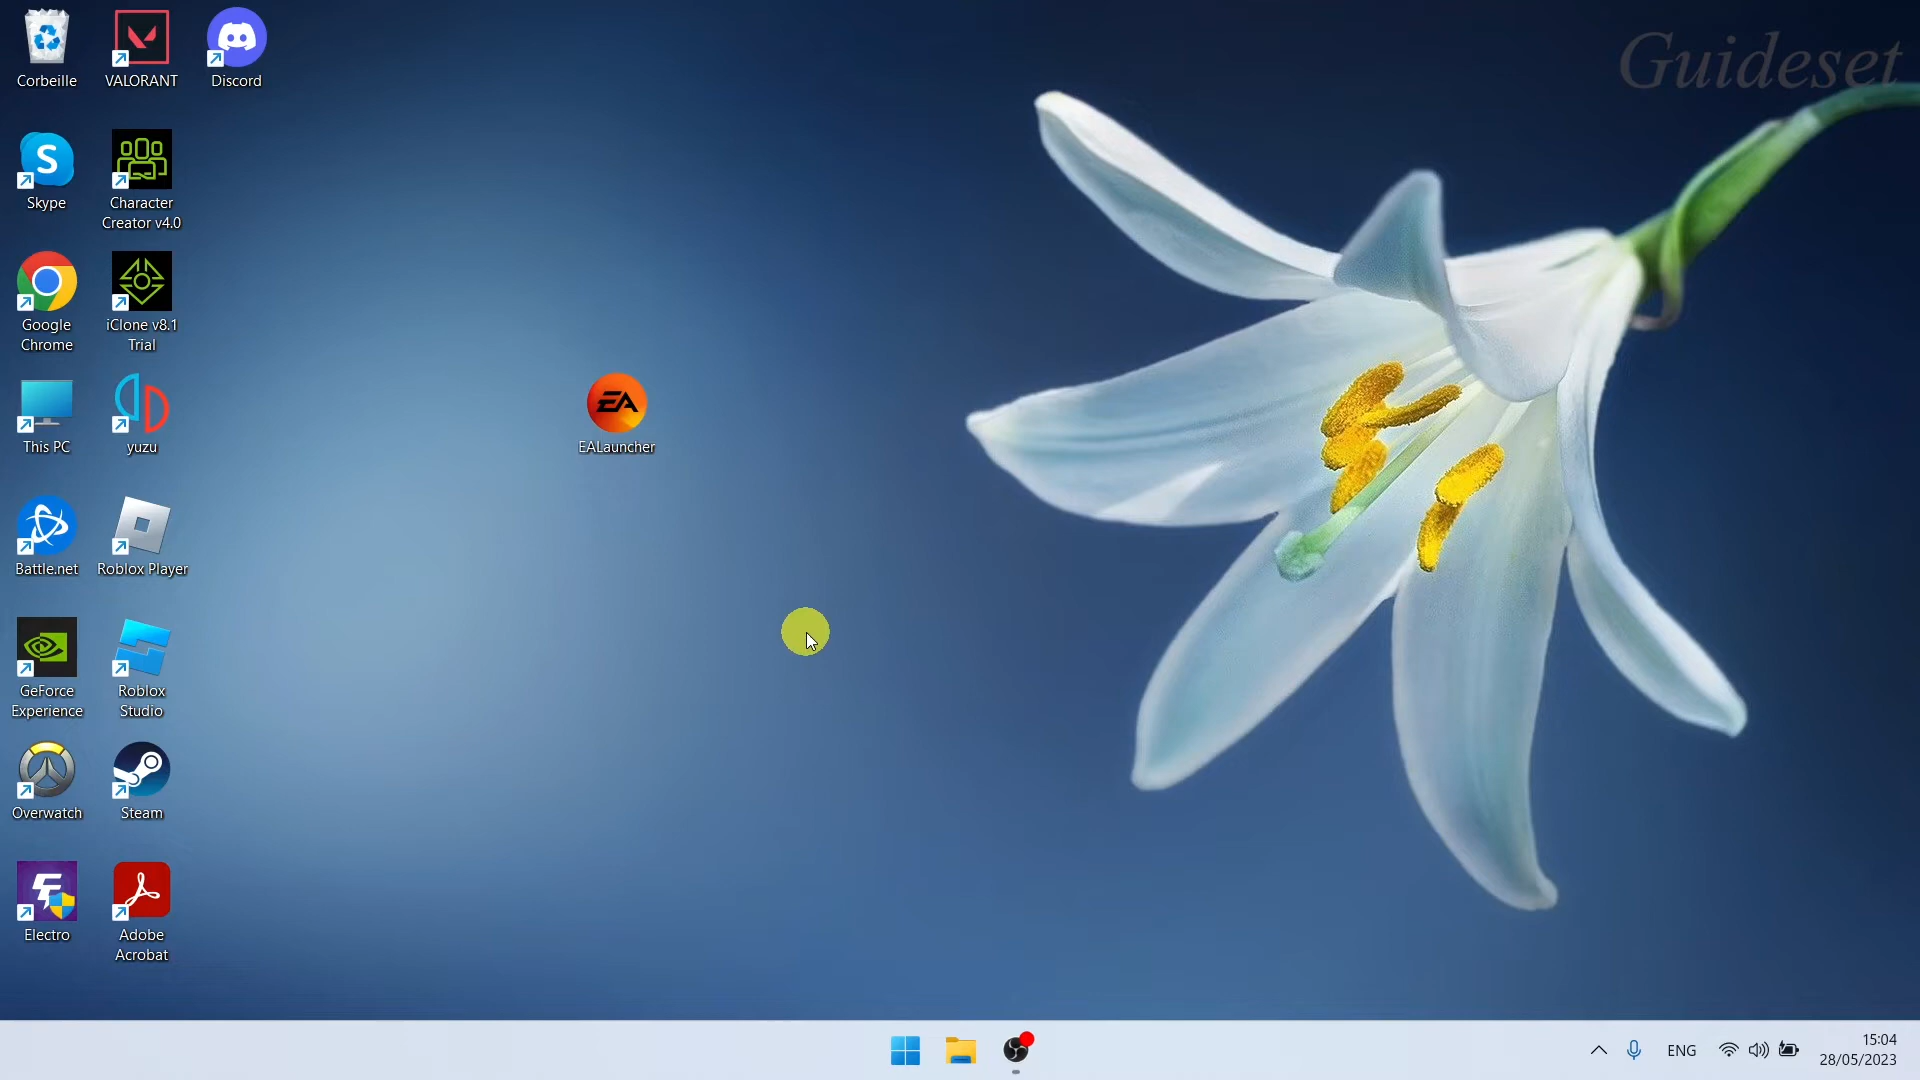 Guideset
Corbeille
VALORANT
Discord
S
Skype
Character
Creator v4.0
Google
Chrome
iClone v8.1
Trial
This PC
yuzu
EA
EALauncher
Battle.net
Roblox Player
GeForce
Experience
Roblox
Studio
Overwatch
Steam
Electro
Adobe
Acrobat
ENG
15:04
28/05/2023